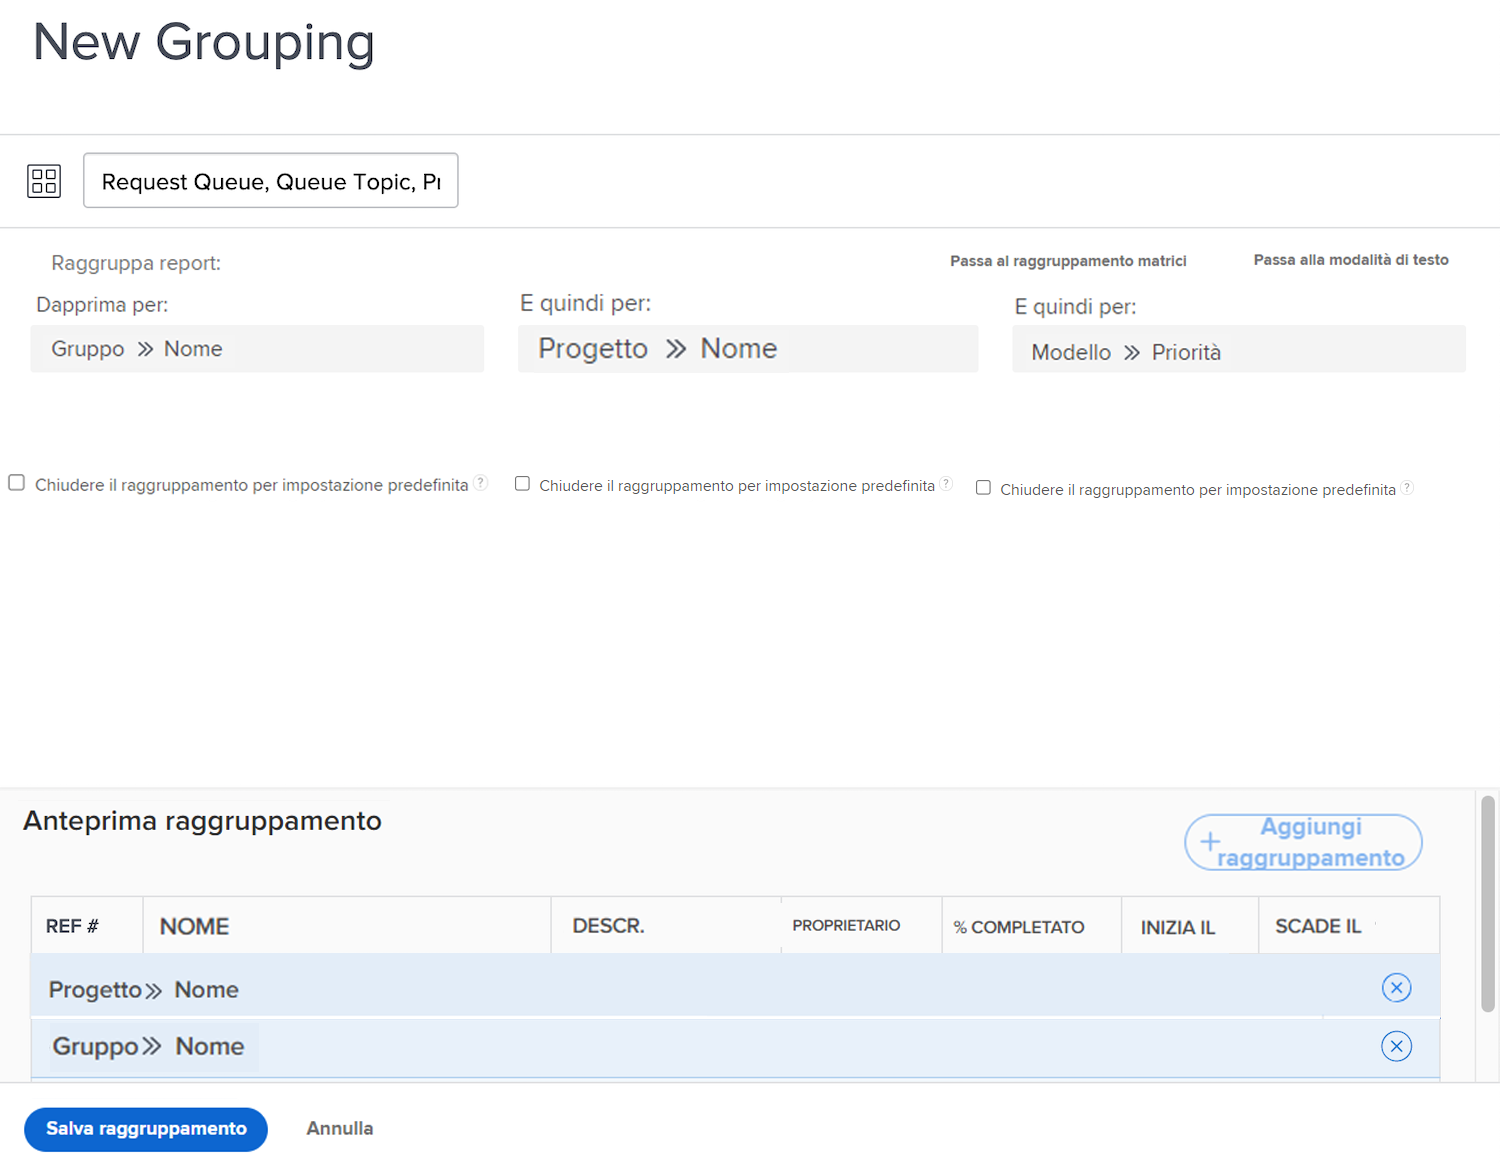 New Grouping
Request Queue, Queue Topic, Pr
Raggruppa report:
Passa al raggruppamento matrici
Passa alla modalità di testo
Dapprima per:
E quindi per:
E quindi per:
Gruppo » Nome
Progetto » Nome
Modello » Priorità
Chiudere il raggruppamento per impostazione predefinita ?
Chiudere il raggruppamento per impostazione predefinita ?
Chiudere il raggruppamento per impostazione predefinita ?
Anteprima raggruppamento
+ Aggiungi
raggruppamento
REF # NOME DESCR. PROPRIETARIO % COMPLETATO INIZIA IL SCADE IL
Progetto » Nome
Gruppo » Nome
Salva raggruppamento
Annulla